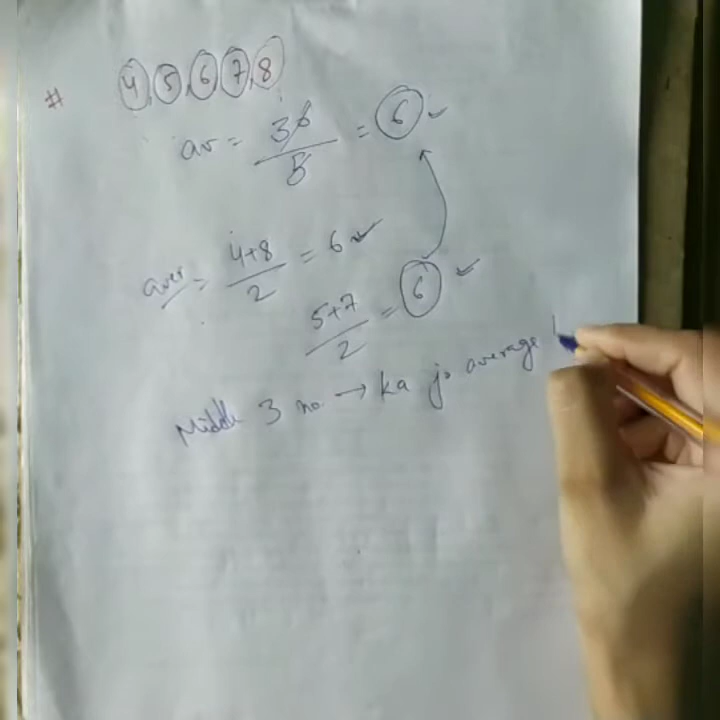 # 4, 5, 6, 7, 8
av = 30/5 = 6 ✓
aver = 4+8/2 = 6 ✓
5+7/2 = 6 ✓
Middle 3 no. → ka jo average